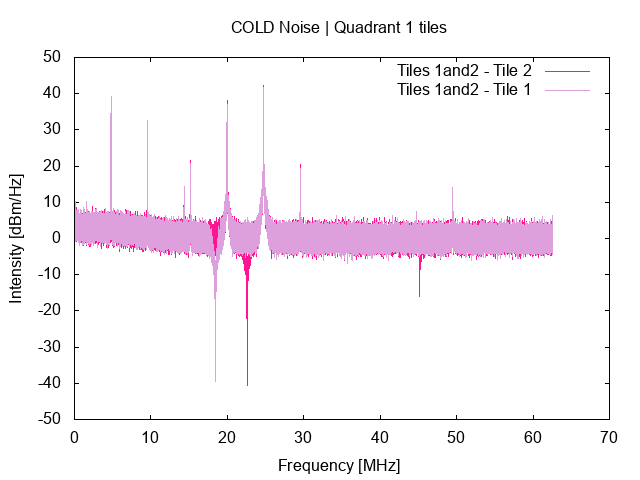 COLD Noise | Quadrant 1 tiles
Tiles 1and2 - Tile 2
Tiles 1and2 - Tile 1
Intensity [dBm/Hz]
50
40
30
20
10
0
-10
-20
-30
-40
-50
0 10 20 30 40 50 60 70
Frequency [MHz]